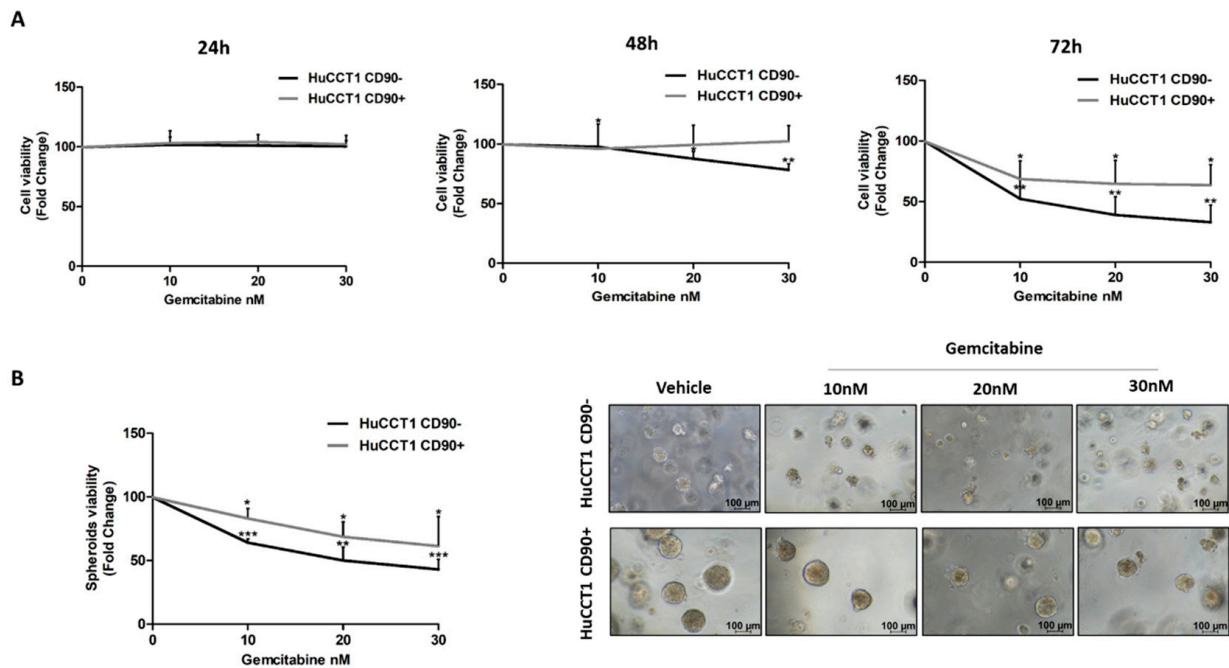 A
24h
HuCCT1 CD90-
HuCCT1 CD90+
150
100
50
0
Cell viability
(Fold Change)
0 10 20 30
Gemcitabine nM
48h
HuCCT1 CD90-
HuCCT1 CD90+
150
100
50
0
Cell viability
(Fold Change)
*
*
**
0 10 20 30
Gemcitabine nM
72h
HuCCT1 CD90-
HuCCT1 CD90+
150
100
50
0
Cell viability
(Fold Change)
* * *
** ** **
0 10 20 30
Gemcitabine nM
B
HuCCT1 CD90-
HuCCT1 CD90+
150
100
50
0
Spheroids viability
(Fold Change)
* * *
*** ** ***
0 10 20 30
Gemcitabine nM
Gemcitabine
Vehicle 10nM 20nM 30nM
HuCCT1 CD90-
100 µm 100 µm 100 µm 100 µm
HuCCT1 CD90+
100 µm 100 µm 100 µm 100 µm